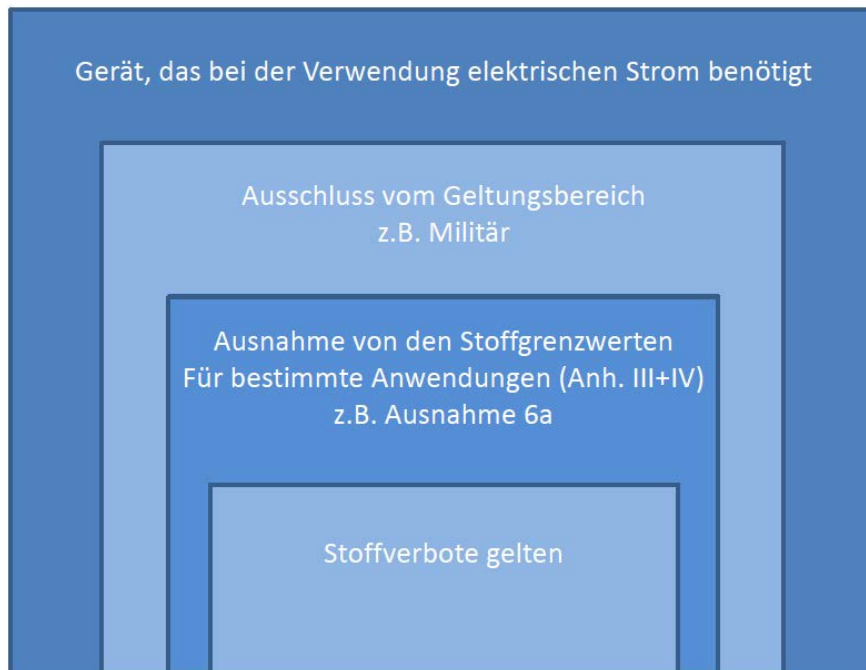 Gerät, das bei der Verwendung elektrischen Strom benötigt
Ausschluss vom Geltungsbereich
z.B. Militär
Ausnahme von den Stoffgrenzwerten
Für bestimmte Anwendungen (Anh. III+IV)
z.B. Ausnahme 6a
Stoffverbote gelten